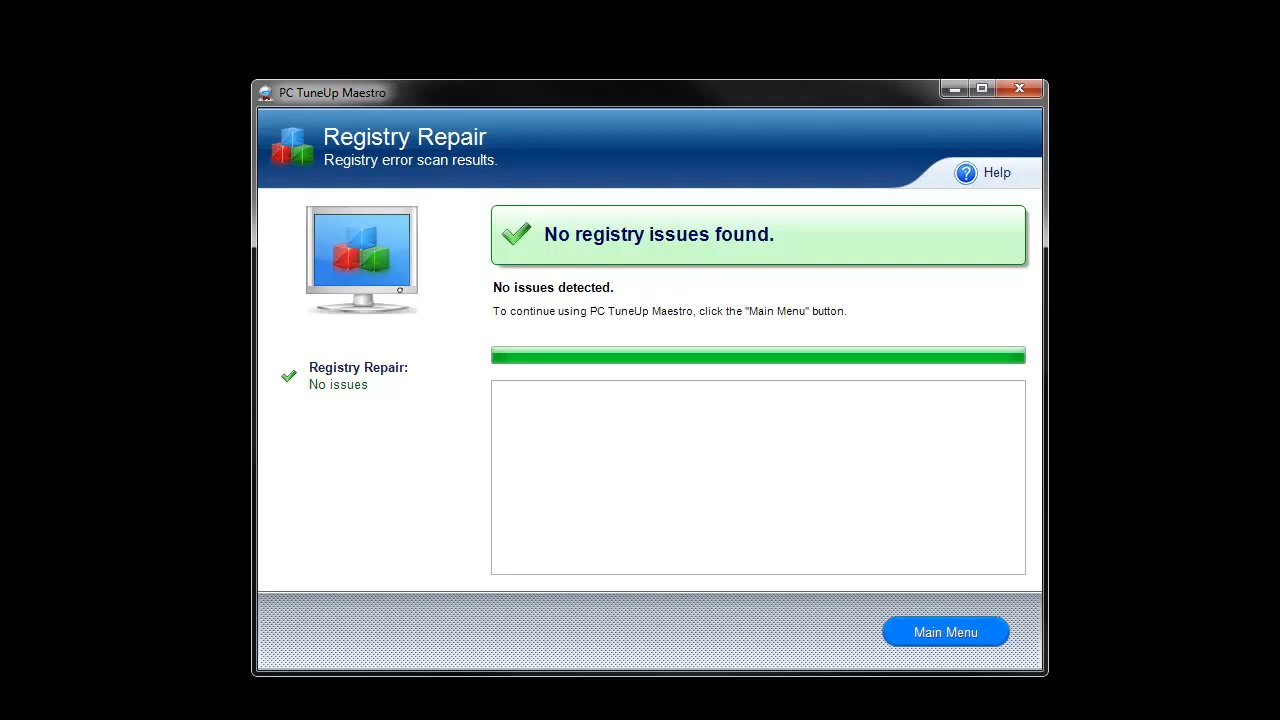 PC TuneUp Maestro
Registry Repair
Registry error scan results.
Help
No registry issues found.
No issues detected.
To continue using PC TuneUp Maestro, click the "Main Menu" button.
Registry Repair:
No issues
Main Menu